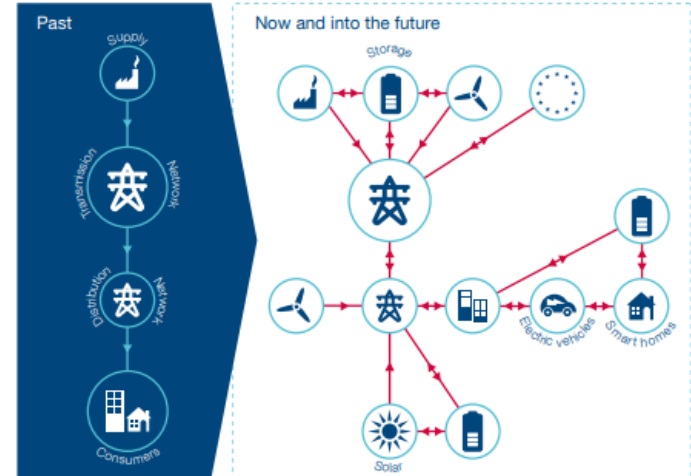 Past
Supply
Transmission Network
Distribution Network
Consumers
Now and into the future
Storage
Electric vehicles
Smart homes
Solar